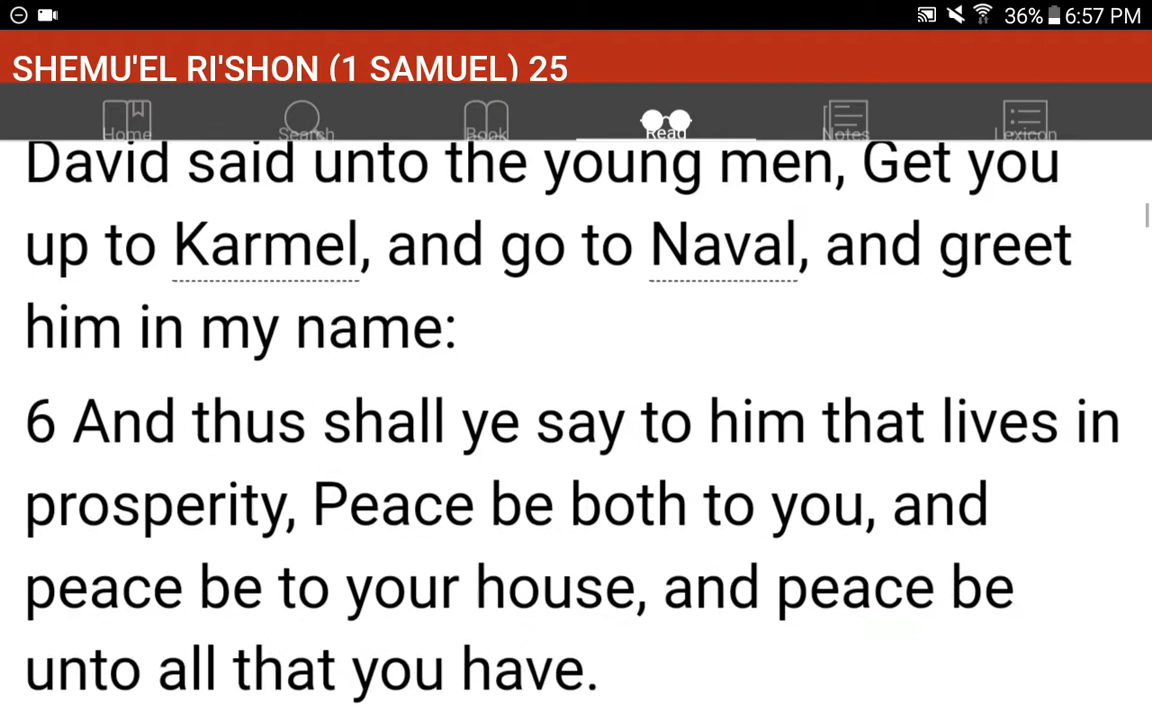 36% 6:57 PM
SHEMU'EL RI'SHON (1 SAMUEL) 25
Home Search Book Read Notes Lexicon
David said unto the young men, Get you
up to Karmel, and go to Naval, and greet
him in my name:
6 And thus shall ye say to him that lives in
prosperity, Peace be both to you, and
peace be to your house, and peace be
unto all that you have.